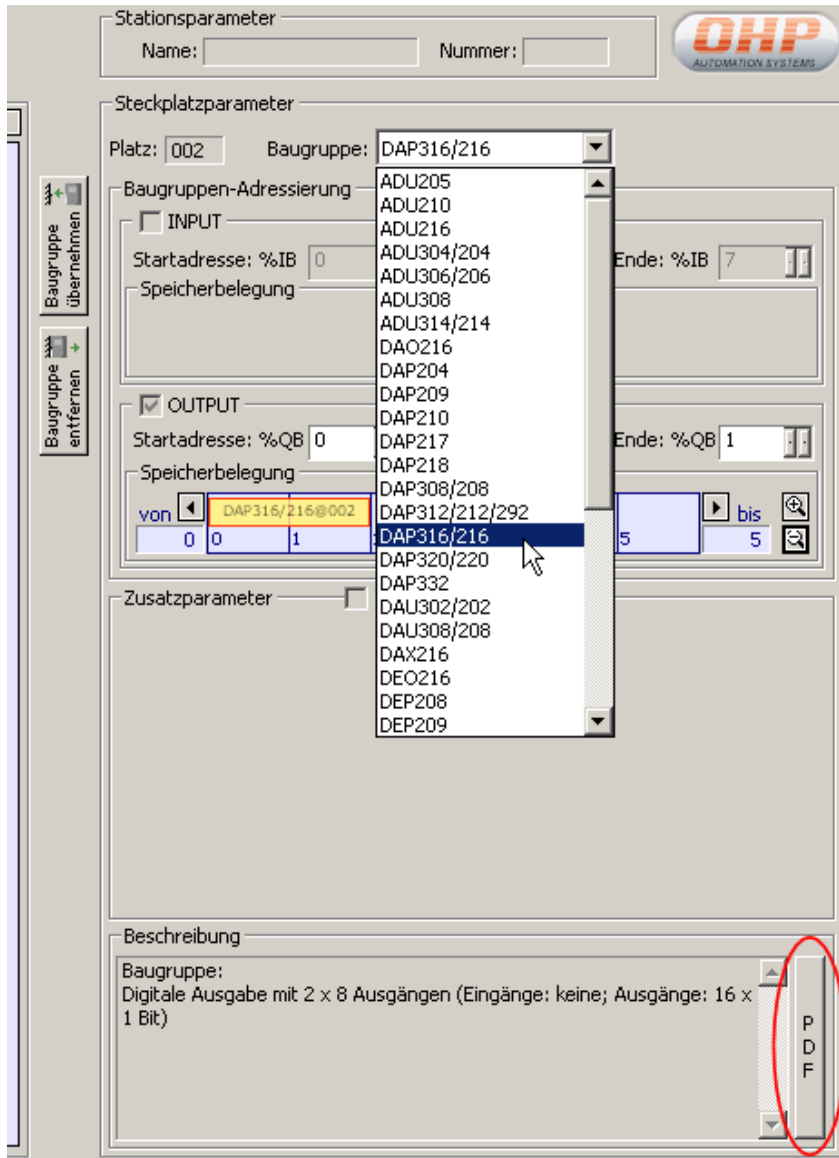 Stationsparameter
Name: Nummer:
OHP
AUTOMATION SYSTEMS
Steckplatzparameter
Platz: 002 Baugruppe: DAP316/216
ADU205
ADU210
ADU216
ADU304/204
ADU306/206
ADU308
ADU314/214
DAO216
DAP204
DAP209
DAP210
DAP217
DAP218
DAP308/208
DAP312/212/292
DAP316/216
DAP320/220
DAP332
DAU302/202
DAU308/208
DAX216
DEO216
DEP208
DEP209
Baugruppe
übernehmen
Baugruppe
entfernen
Baugruppen-Adressierung
INPUT
Startadresse: %IB 0 Ende: %IB 7
Speicherbelegung
OUTPUT
Startadresse: %QB 0 Ende: %QB 1
Speicherbelegung
von DAP316/216@002 bis
0 0 1 5 5
Zusatzparameter
Beschreibung
Baugruppe:
Digitale Ausgabe mit 2 x 8 Ausgängen (Eingänge: keine; Ausgänge: 16 x
1 Bit)
P
D
F